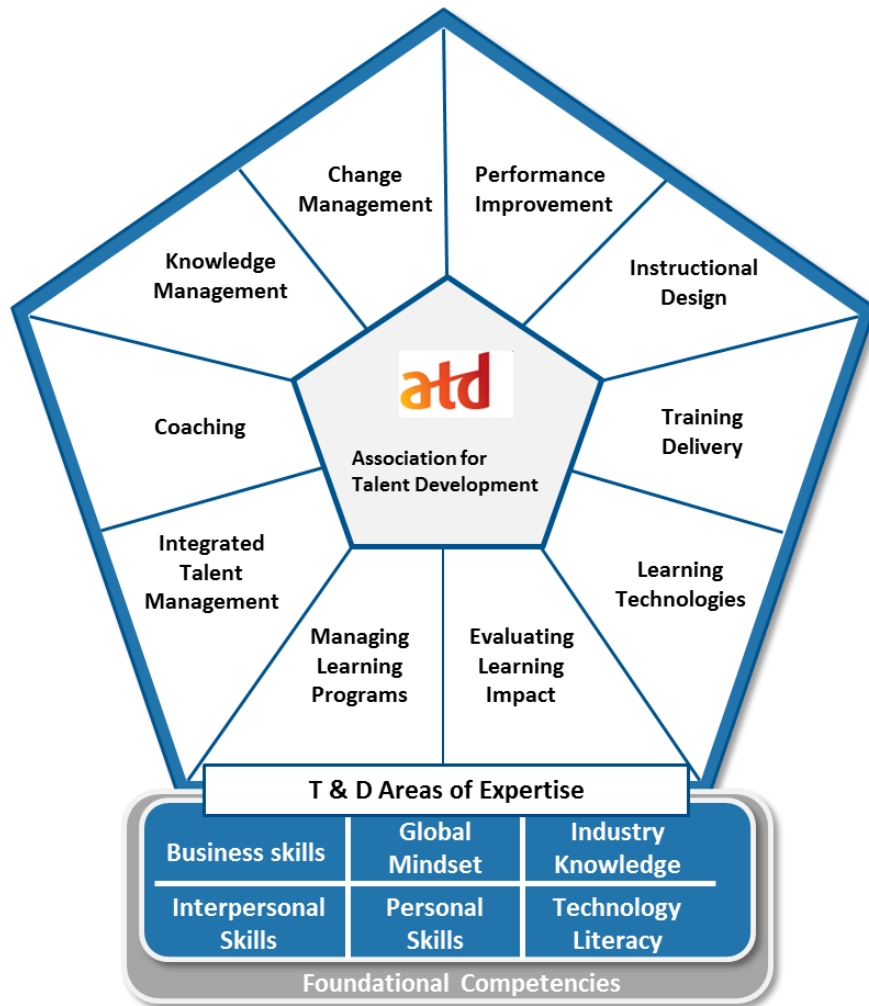 Change
Management
Performance
Improvement
Knowledge
Management
Instructional
Design
Coaching
atd
Association for
Talent Development
Training
Delivery
Integrated
Talent
Management
Learning
Technologies
Managing
Learning
Programs
Evaluating
Learning
Impact
T & D Areas of Expertise
Business skills
Global
Mindset
Industry
Knowledge
Interpersonal
Skills
Personal
Skills
Technology
Literacy
Foundational Competencies